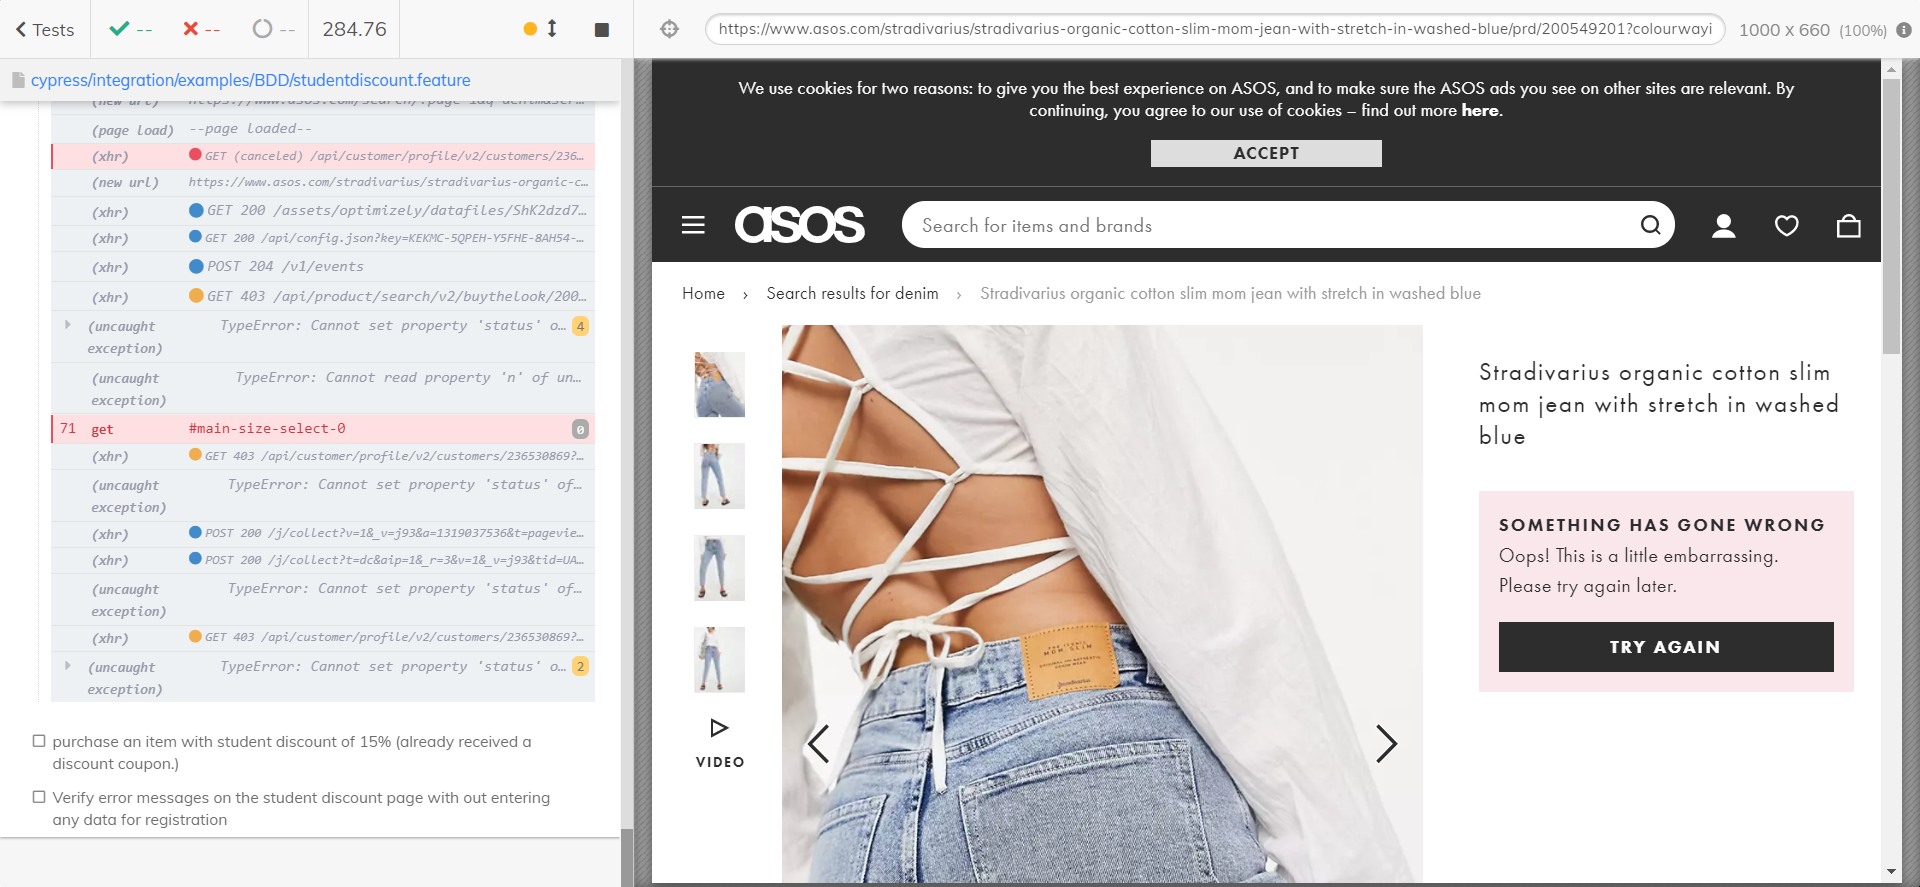 Tests
--
--
--
284.76
https://www.asos.com/stradivarius/stradivarius-organic-cotton-slim-mom-jean-with-stretch-in-washed-blue/prd/200549201?colourwayi
1000 x 660 (100%)
cypress/integration/examples/BDD/studentdiscount.feature
(new url)
(page load) --page loaded--
(xhr) GET (canceled) /api/customer/profile/v2/customers/236…
(new url) https://www.asos.com/stradivarius/stradivarius-organic-c…
(xhr) GET 200 /assets/optimizely/datafiles/ShK2dzd7…
(xhr) GET 200 /api/config.json?key=KEKMC-5QPEH-Y5FHE-8AH54-…
(xhr) POST 204 /v1/events
(xhr) GET 403 /api/product/search/v2/buythelook/200…
(uncaught exception) TypeError: Cannot set property 'status' o… 4
(uncaught exception) TypeError: Cannot read property 'n' of un…
71 get #main-size-select-0 0
(xhr) GET 403 /api/customer/profile/v2/customers/236530869?…
(uncaught exception) TypeError: Cannot set property 'status' of…
(xhr) POST 200 /j/collect?v=1&_v=j93&a=1319037536&t=pagevie…
(xhr) POST 200 /j/collect?t=dc&aip=1&_r=3&v=1&_v=j93&tid=UA…
(uncaught exception) TypeError: Cannot set property 'status' of…
(xhr) GET 403 /api/customer/profile/v2/customers/236530869?…
(uncaught exception) TypeError: Cannot set property 'status' o… 2
purchase an item with student discount of 15% (already received a
discount coupon.)
Verify error messages on the student discount page with out entering
any data for registration
We use cookies for two reasons: to give you the best experience on ASOS, and to make sure the ASOS ads you see on other sites are relevant. By
continuing, you agree to our use of cookies – find out more here.
ACCEPT
asos
Search for items and brands
Home › Search results for denim › Stradivarius organic cotton slim mom jean with stretch in washed blue
VIDEO
MOM SLIM
Stradivarius organic cotton slim
mom jean with stretch in washed
blue
SOMETHING HAS GONE WRONG
Oops! This is a little embarrassing.
Please try again later.
TRY AGAIN